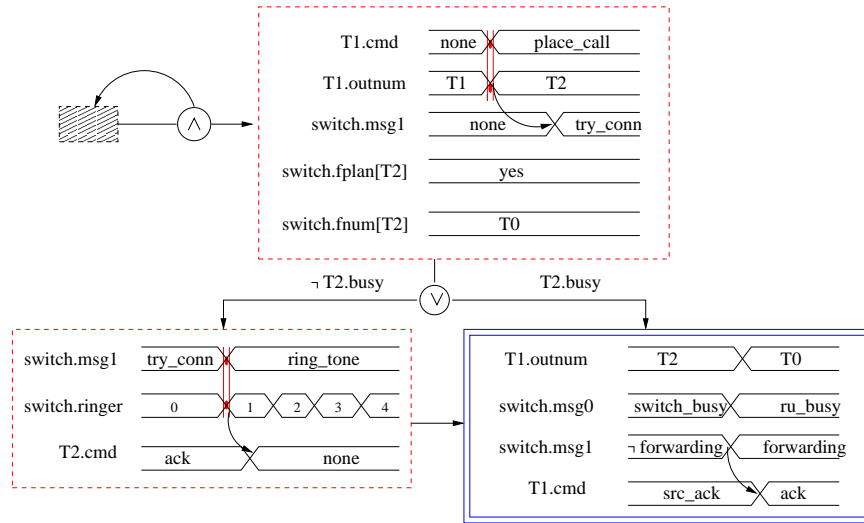 T1.cmd none place_call
T1.outnum T1 T2
switch.msg1 none try_conn
switch.fplan[T2] yes
switch.fnum[T2] T0
∧
¬ T2.busy ∨ T2.busy
switch.msg1 try_conn ring_tone
switch.ringer 0 1 2 3 4
T2.cmd ack none
T1.outnum T2 T0
switch.msg0 switch_busy ru_busy
switch.msg1 ¬ forwarding forwarding
T1.cmd src_ack ack